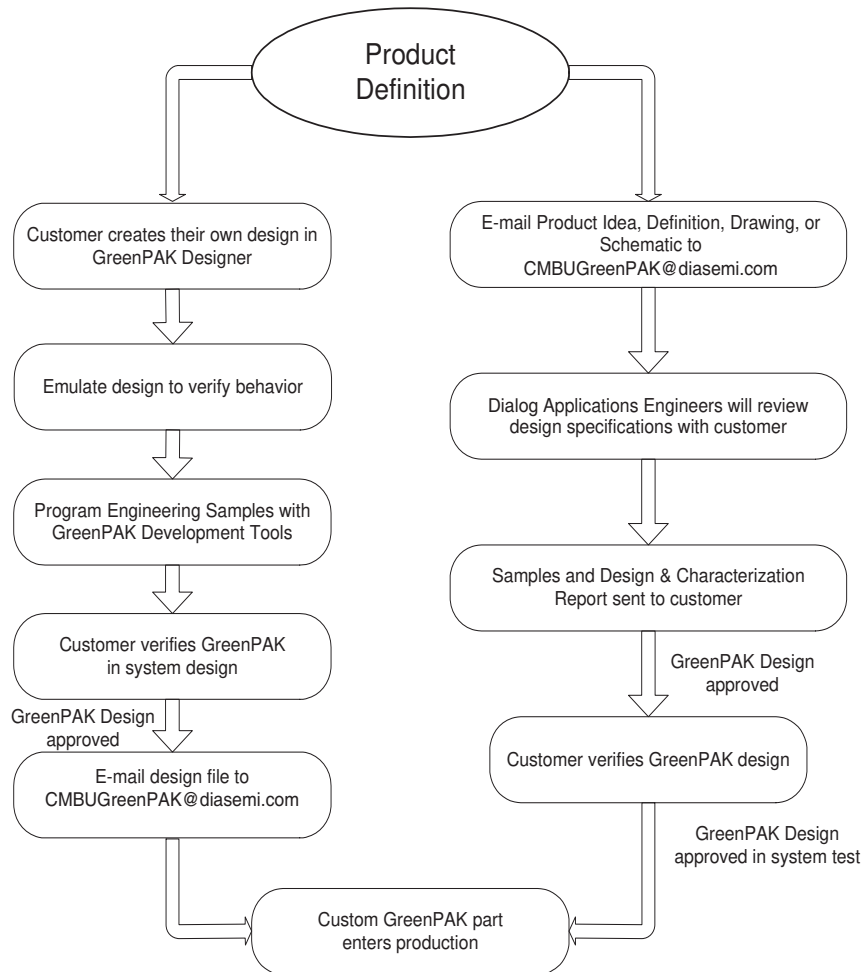 Product
Definition
Customer creates their own design in
GreenPAK Designer
Emulate design to verify behavior
Program Engineering Samples with
GreenPAK Development Tools
Customer verifies GreenPAK
in system design
GreenPAK Design
approved
E-mail design file to
CMBUGreenPAK@diasemi.com
E-mail Product Idea, Definition, Drawing, or
Schematic to
CMBUGreenPAK@diasemi.com
Dialog Applications Engineers will review
design specifications with customer
Samples and Design & Characterization
Report sent to customer
GreenPAK Design
approved
Customer verifies GreenPAK design
GreenPAK Design
approved in system test
Custom GreenPAK part
enters production